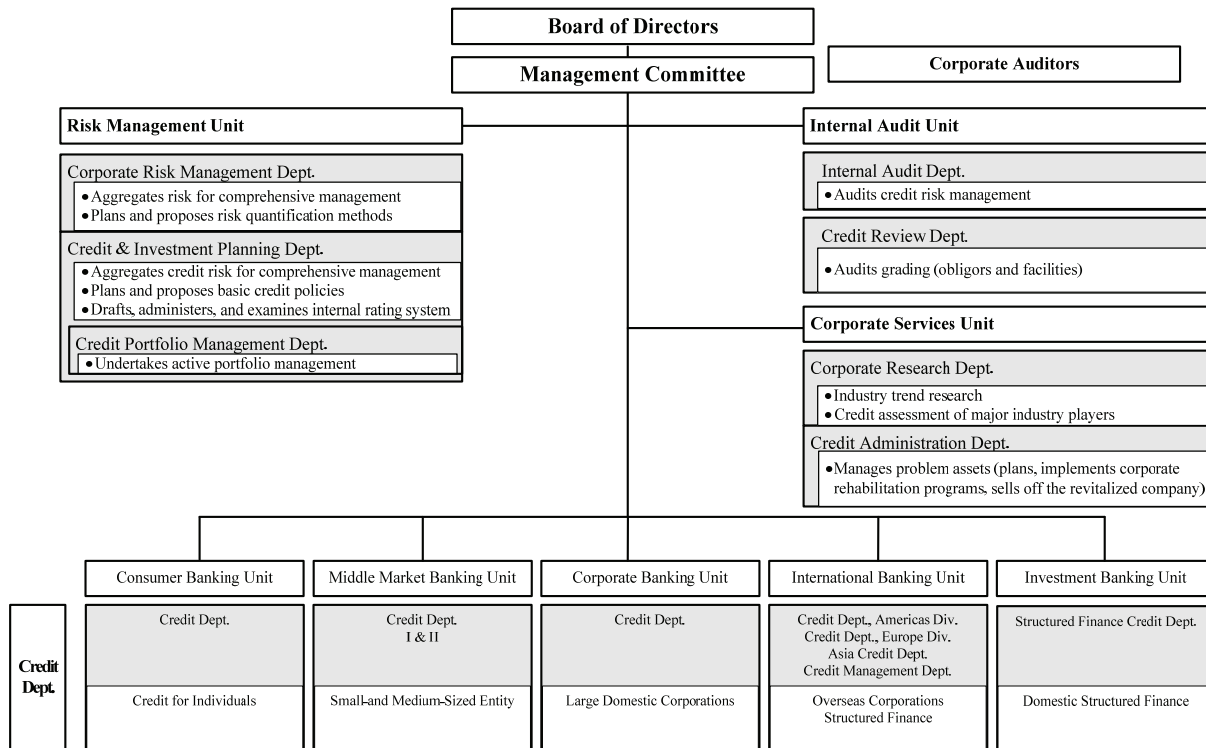 Board of Directors
Management Committee
Corporate Auditors
Risk Management Unit
Corporate Risk Management Dept.
● Aggregates risk for comprehensive management
● Plans and proposes risk quantification methods
Credit & Investment Planning Dept.
● Aggregates credit risk for comprehensive management
● Plans and proposes basic credit policies
● Drafts, administers, and examines internal rating system
Credit Portfolio Management Dept.
● Undertakes active portfolio management
Internal Audit Unit
Internal Audit Dept.
● Audits credit risk management
Credit Review Dept.
● Audits grading (obligors and facilities)
Corporate Services Unit
Corporate Research Dept.
● Industry trend research
● Credit assessment of major industry players
Credit Administration Dept.
● Manages problem assets (plans, implements corporate
rehabilitation programs, sells off the revitalized company)
Consumer Banking Unit
Middle Market Banking Unit
Corporate Banking Unit
International Banking Unit
Investment Banking Unit
Credit
Dept.
Credit Dept.
Credit Dept.
I & II
Credit Dept.
Credit Dept., Americas Div.
Credit Dept., Europe Div.
Asia Credit Dept.
Credit Management Dept.
Structured Finance Credit Dept.
Credit for Individuals
Small-and Medium-Sized Entity
Large Domestic Corporations
Overseas Corporations
Structured Finance
Domestic Structured Finance